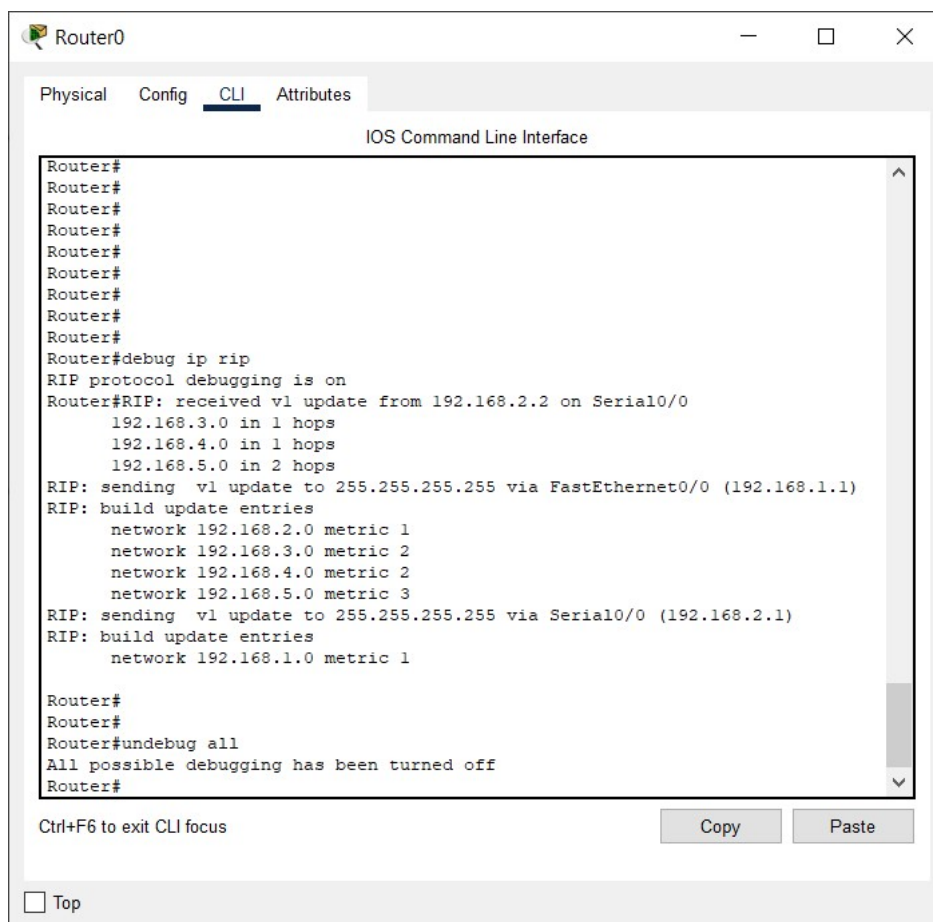 Router0
Physical Config CLI Attributes
IOS Command Line Interface
Router#
Router#
Router#
Router#
Router#
Router#
Router#
Router#
Router#
Router#debug ip rip
RIP protocol debugging is on
Router#RIP: received v1 update from 192.168.2.2 on Serial0/0
192.168.3.0 in 1 hops
192.168.4.0 in 1 hops
192.168.5.0 in 2 hops
RIP: sending  v1 update to 255.255.255.255 via FastEthernet0/0 (192.168.1.1)
RIP: build update entries
network 192.168.2.0 metric 1
network 192.168.3.0 metric 2
network 192.168.4.0 metric 2
network 192.168.5.0 metric 3
RIP: sending  v1 update to 255.255.255.255 via Serial0/0 (192.168.2.1)
RIP: build update entries
network 192.168.1.0 metric 1
Router#
Router#
Router#undebug all
All possible debugging has been turned off
Router#
Ctrl+F6 to exit CLI focus
Copy
Paste
Top